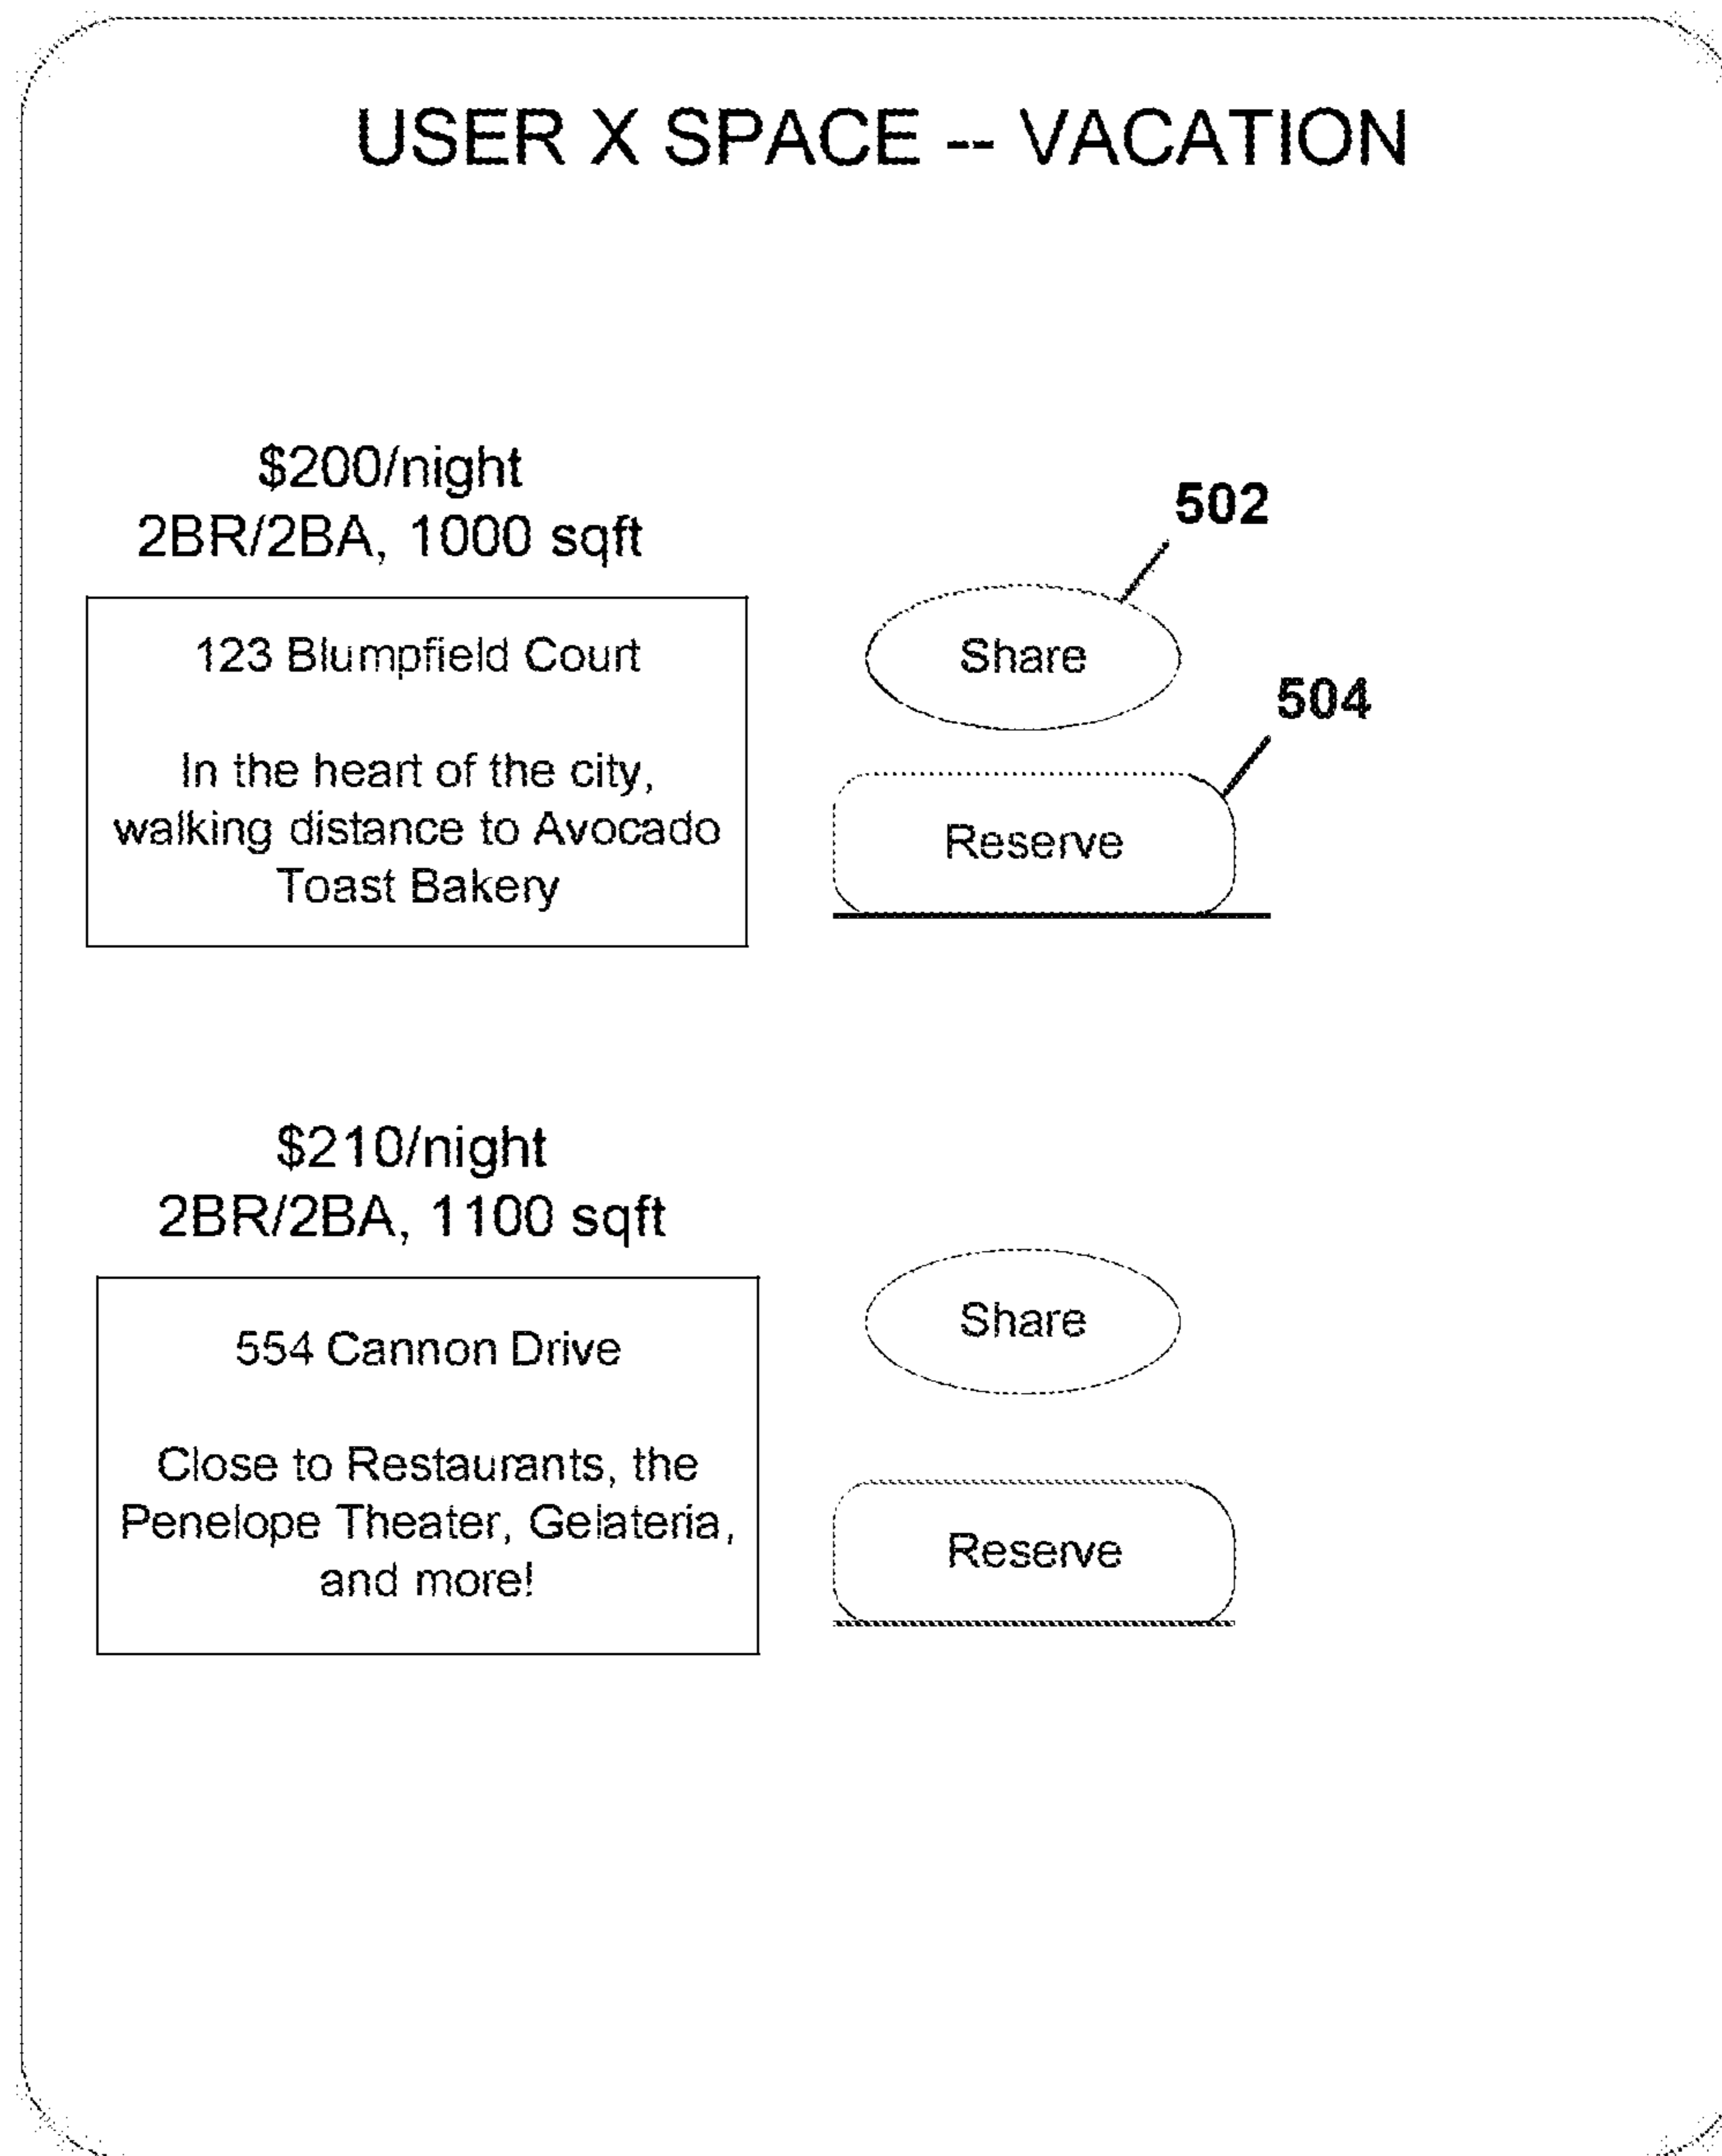 USER X SPACE -- VACATION
$200/night
2BR/2BA, 1000 sqft
123 Blumpfield Court
In the heart of the city,
walking distance to Avocado
Toast Bakery
502
Share
504
Reserve
$210/night
2BR/2BA, 1100 sqft
554 Cannon Drive
Close to Restaurants, the
Penelope Theater, Gelateria,
and more!
Share
Reserve